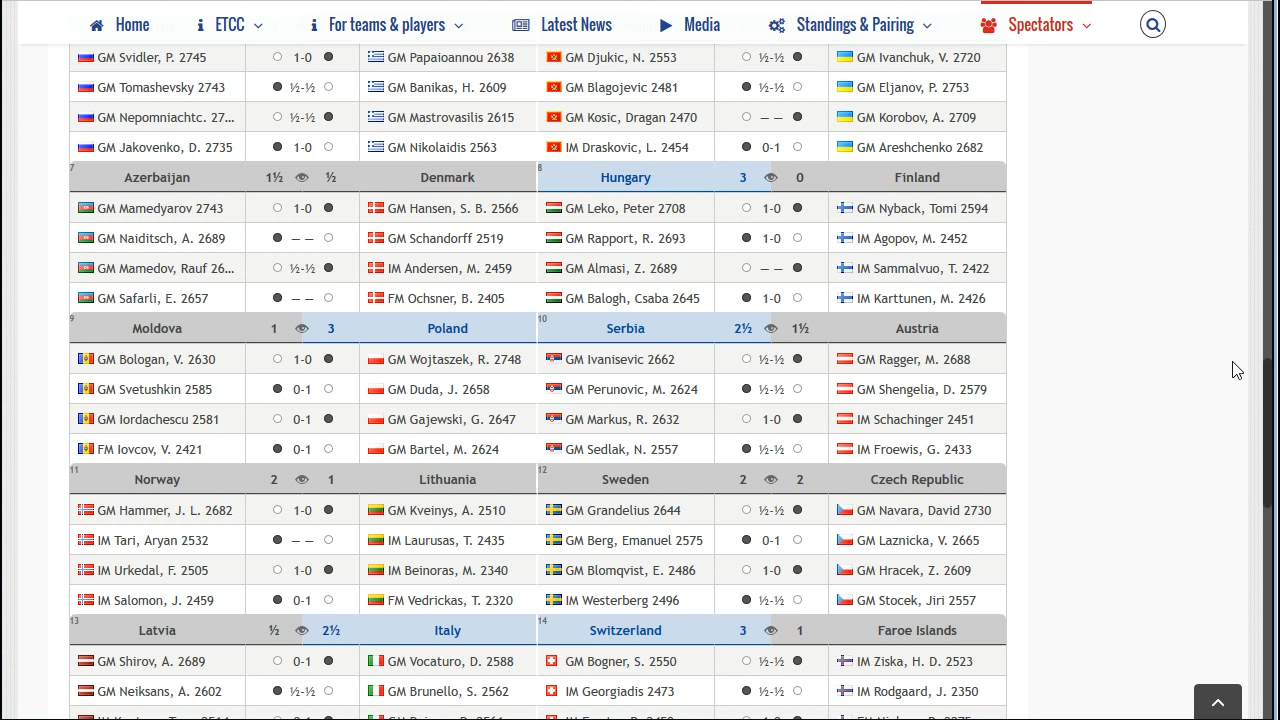 Home ETCC For teams & players Latest News Media Standings & Pairing Spectators
GM Svidler, P. 2745 1-0 GM Papaioannou 2638 GM Djukic, N. 2553 ½-½ GM Ivanchuk, V. 2720
GM Tomashevsky 2743 ½-½ GM Banikas, H. 2609 GM Blagojevic 2481 ½-½ GM Eljanov, P. 2753
GM Nepomniachtc. 27... ½-½ GM Mastrovasilis 2615 GM Kosic, Dragan 2470 – – GM Korobov, A. 2709
GM Jakovenko, D. 2735 1-0 GM Nikolaidis 2563 IM Draskovic, L. 2454 0-1 GM Areshchenko 2682
7 Azerbaijan 1½ ½ Denmark 8 Hungary 3 0 Finland
GM Mamedyarov 2743 1-0 GM Hansen, S. B. 2566 GM Leko, Peter 2708 1-0 GM Nyback, Tomi 2594
GM Naiditsch, A. 2689 – – GM Schandorff 2519 GM Rapport, R. 2693 1-0 IM Agopov, M. 2452
GM Mamedov, Rauf 26... ½-½ IM Andersen, M. 2459 GM Almasi, Z. 2689 – – IM Sammalvuo, T. 2422
GM Safarli, E. 2657 – – FM Ochsner, B. 2405 GM Balogh, Csaba 2645 1-0 IM Karttunen, M. 2426
9 Moldova 1 3 Poland 10 Serbia 2½ 1½ Austria
GM Bologan, V. 2630 1-0 GM Wojtaszek, R. 2748 GM Ivanisevic 2662 ½-½ GM Ragger, M. 2688
GM Svetushkin 2585 0-1 GM Duda, J. 2658 GM Perunovic, M. 2624 ½-½ GM Shengelia, D. 2579
GM Iordachescu 2581 0-1 GM Gajewski, G. 2647 GM Markus, R. 2632 1-0 IM Schachinger 2451
FM Iovcov, V. 2421 0-1 GM Bartel, M. 2624 GM Sedlak, N. 2557 ½-½ IM Froewis, G. 2433
11 Norway 2 1 Lithuania 12 Sweden 2 2 Czech Republic
GM Hammer, J. L. 2682 1-0 GM Kveinys, A. 2510 GM Grandelius 2644 ½-½ GM Navara, David 2730
IM Tari, Aryan 2532 – – IM Laurusas, T. 2435 GM Berg, Emanuel 2575 0-1 GM Laznicka, V. 2665
IM Urkedal, F. 2505 1-0 IM Beinoras, M. 2340 GM Blomqvist, E. 2486 1-0 GM Hracek, Z. 2609
IM Salomon, J. 2459 0-1 FM Vedrickas, T. 2320 IM Westerberg 2496 ½-½ GM Stocek, Jiri 2557
13 Latvia ½ 2½ Italy 14 Switzerland 3 1 Faroe Islands
GM Shirov, A. 2689 0-1 GM Vocaturo, D. 2588 GM Bogner, S. 2550 ½-½ IM Ziska, H. D. 2523
GM Neiksans, A. 2602 ½-½ GM Brunello, S. 2562 IM Georgiadis 2473 ½-½ IM Rodgaard, J. 2350